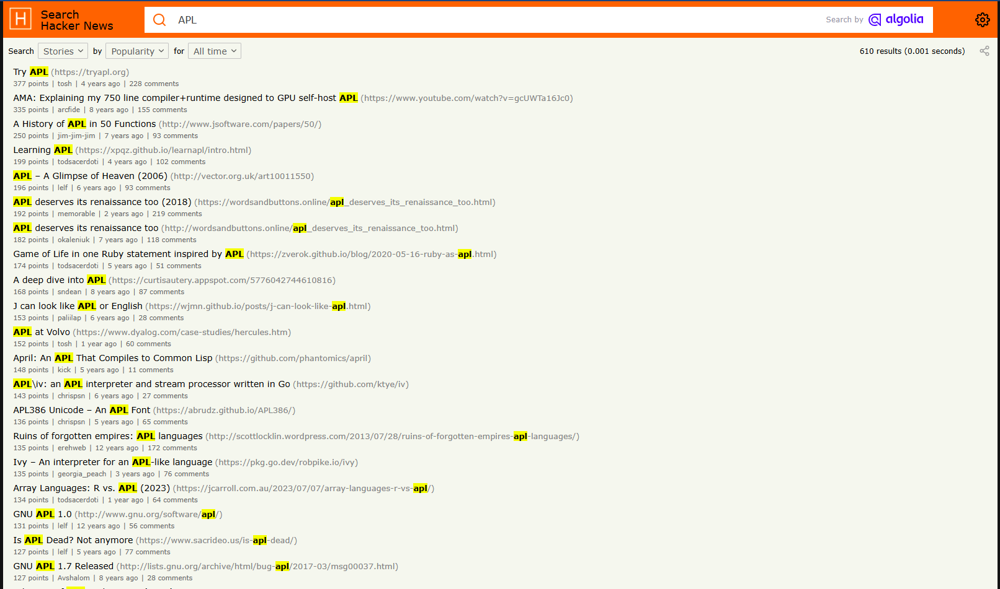 H
Search
Hacker News
APL
Search by algolia
Search Stories by Popularity for All time
610 results (0.001 seconds)
Try APL (https://tryapl.org)
377 points | tosh | 4 years ago | 228 comments
AMA: Explaining my 750 line compiler+runtime designed to GPU self-host APL (https://www.youtube.com/watch?v=gcUWTa16Jc0)
335 points | arcfide | 8 years ago | 155 comments
A History of APL in 50 Functions (http://www.jsoftware.com/papers/50/)
250 points | jim-jim-jim | 7 years ago | 93 comments
Learning APL (https://xpqz.github.io/learnapl/intro.html)
199 points | todsacerdoti | 4 years ago | 102 comments
APL – A Glimpse of Heaven (2006) (http://vector.org.uk/art10011550)
196 points | lelf | 6 years ago | 93 comments
APL deserves its renaissance too (2018) (https://wordsandbuttons.online/apl_deserves_its_renaissance_too.html)
192 points | memorable | 2 years ago | 219 comments
APL deserves its renaissance too (http://wordsandbuttons.online/apl_deserves_its_renaissance_too.html)
182 points | okaleniuk | 7 years ago | 118 comments
Game of Life in one Ruby statement inspired by APL (https://zverok.github.io/blog/2020-05-16-ruby-as-apl.html)
174 points | todsacerdoti | 5 years ago | 51 comments
A deep dive into APL (https://curtisautery.appspot.com/5776042744610816)
168 points | sndean | 8 years ago | 87 comments
J can look like APL or English (https://wjmn.github.io/posts/j-can-look-like-apl.html)
153 points | paliilap | 6 years ago | 28 comments
APL at Volvo (https://www.dyalog.com/case-studies/hercules.htm)
152 points | tosh | 1 year ago | 60 comments
April: An APL That Compiles to Common Lisp (https://github.com/phantomics/april)
148 points | kick | 5 years ago | 11 comments
APL\iv: an APL interpreter and stream processor written in Go (https://github.com/ktye/iv)
143 points | chrispsn | 6 years ago | 27 comments
APL386 Unicode – An APL Font (https://abrudz.github.io/APL386/)
136 points | chrispsn | 5 years ago | 65 comments
Ruins of forgotten empires: APL languages (http://scottlocklin.wordpress.com/2013/07/28/ruins-of-forgotten-empires-apl-languages/)
135 points | erehweb | 12 years ago | 172 comments
Ivy – An interpreter for an APL-like language (https://pkg.go.dev/robpike.io/ivy)
135 points | georgia_peach | 3 years ago | 76 comments
Array Languages: R vs. APL (2023) (https://jcarroll.com.au/2023/07/07/array-languages-r-vs-apl/)
134 points | todsacerdoti | 1 year ago | 64 comments
GNU APL 1.0 (http://www.gnu.org/software/apl/)
131 points | lelf | 12 years ago | 56 comments
Is APL Dead? Not anymore (https://www.sacrideo.us/is-apl-dead/)
127 points | lelf | 5 years ago | 77 comments
GNU APL 1.7 Released (http://lists.gnu.org/archive/html/bug-apl/2017-03/msg00037.html)
127 points | Avshalom | 8 years ago | 28 comments